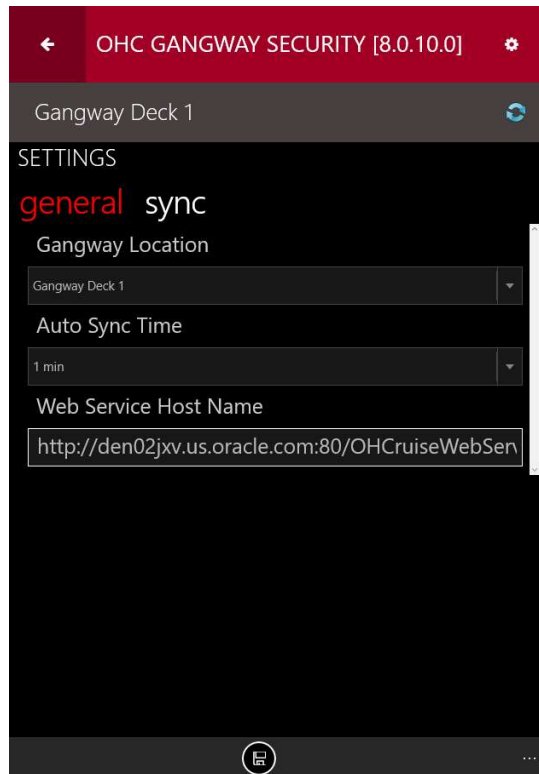 OHC GANGWAY SECURITY [8.0.10.0]
Gangway Deck 1
SETTINGS
general sync
Gangway Location
Gangway Deck 1
Auto Sync Time
1 min
Web Service Host Name
http://den02jxv.us.oracle.com:80/OHCruiseWebServ
...